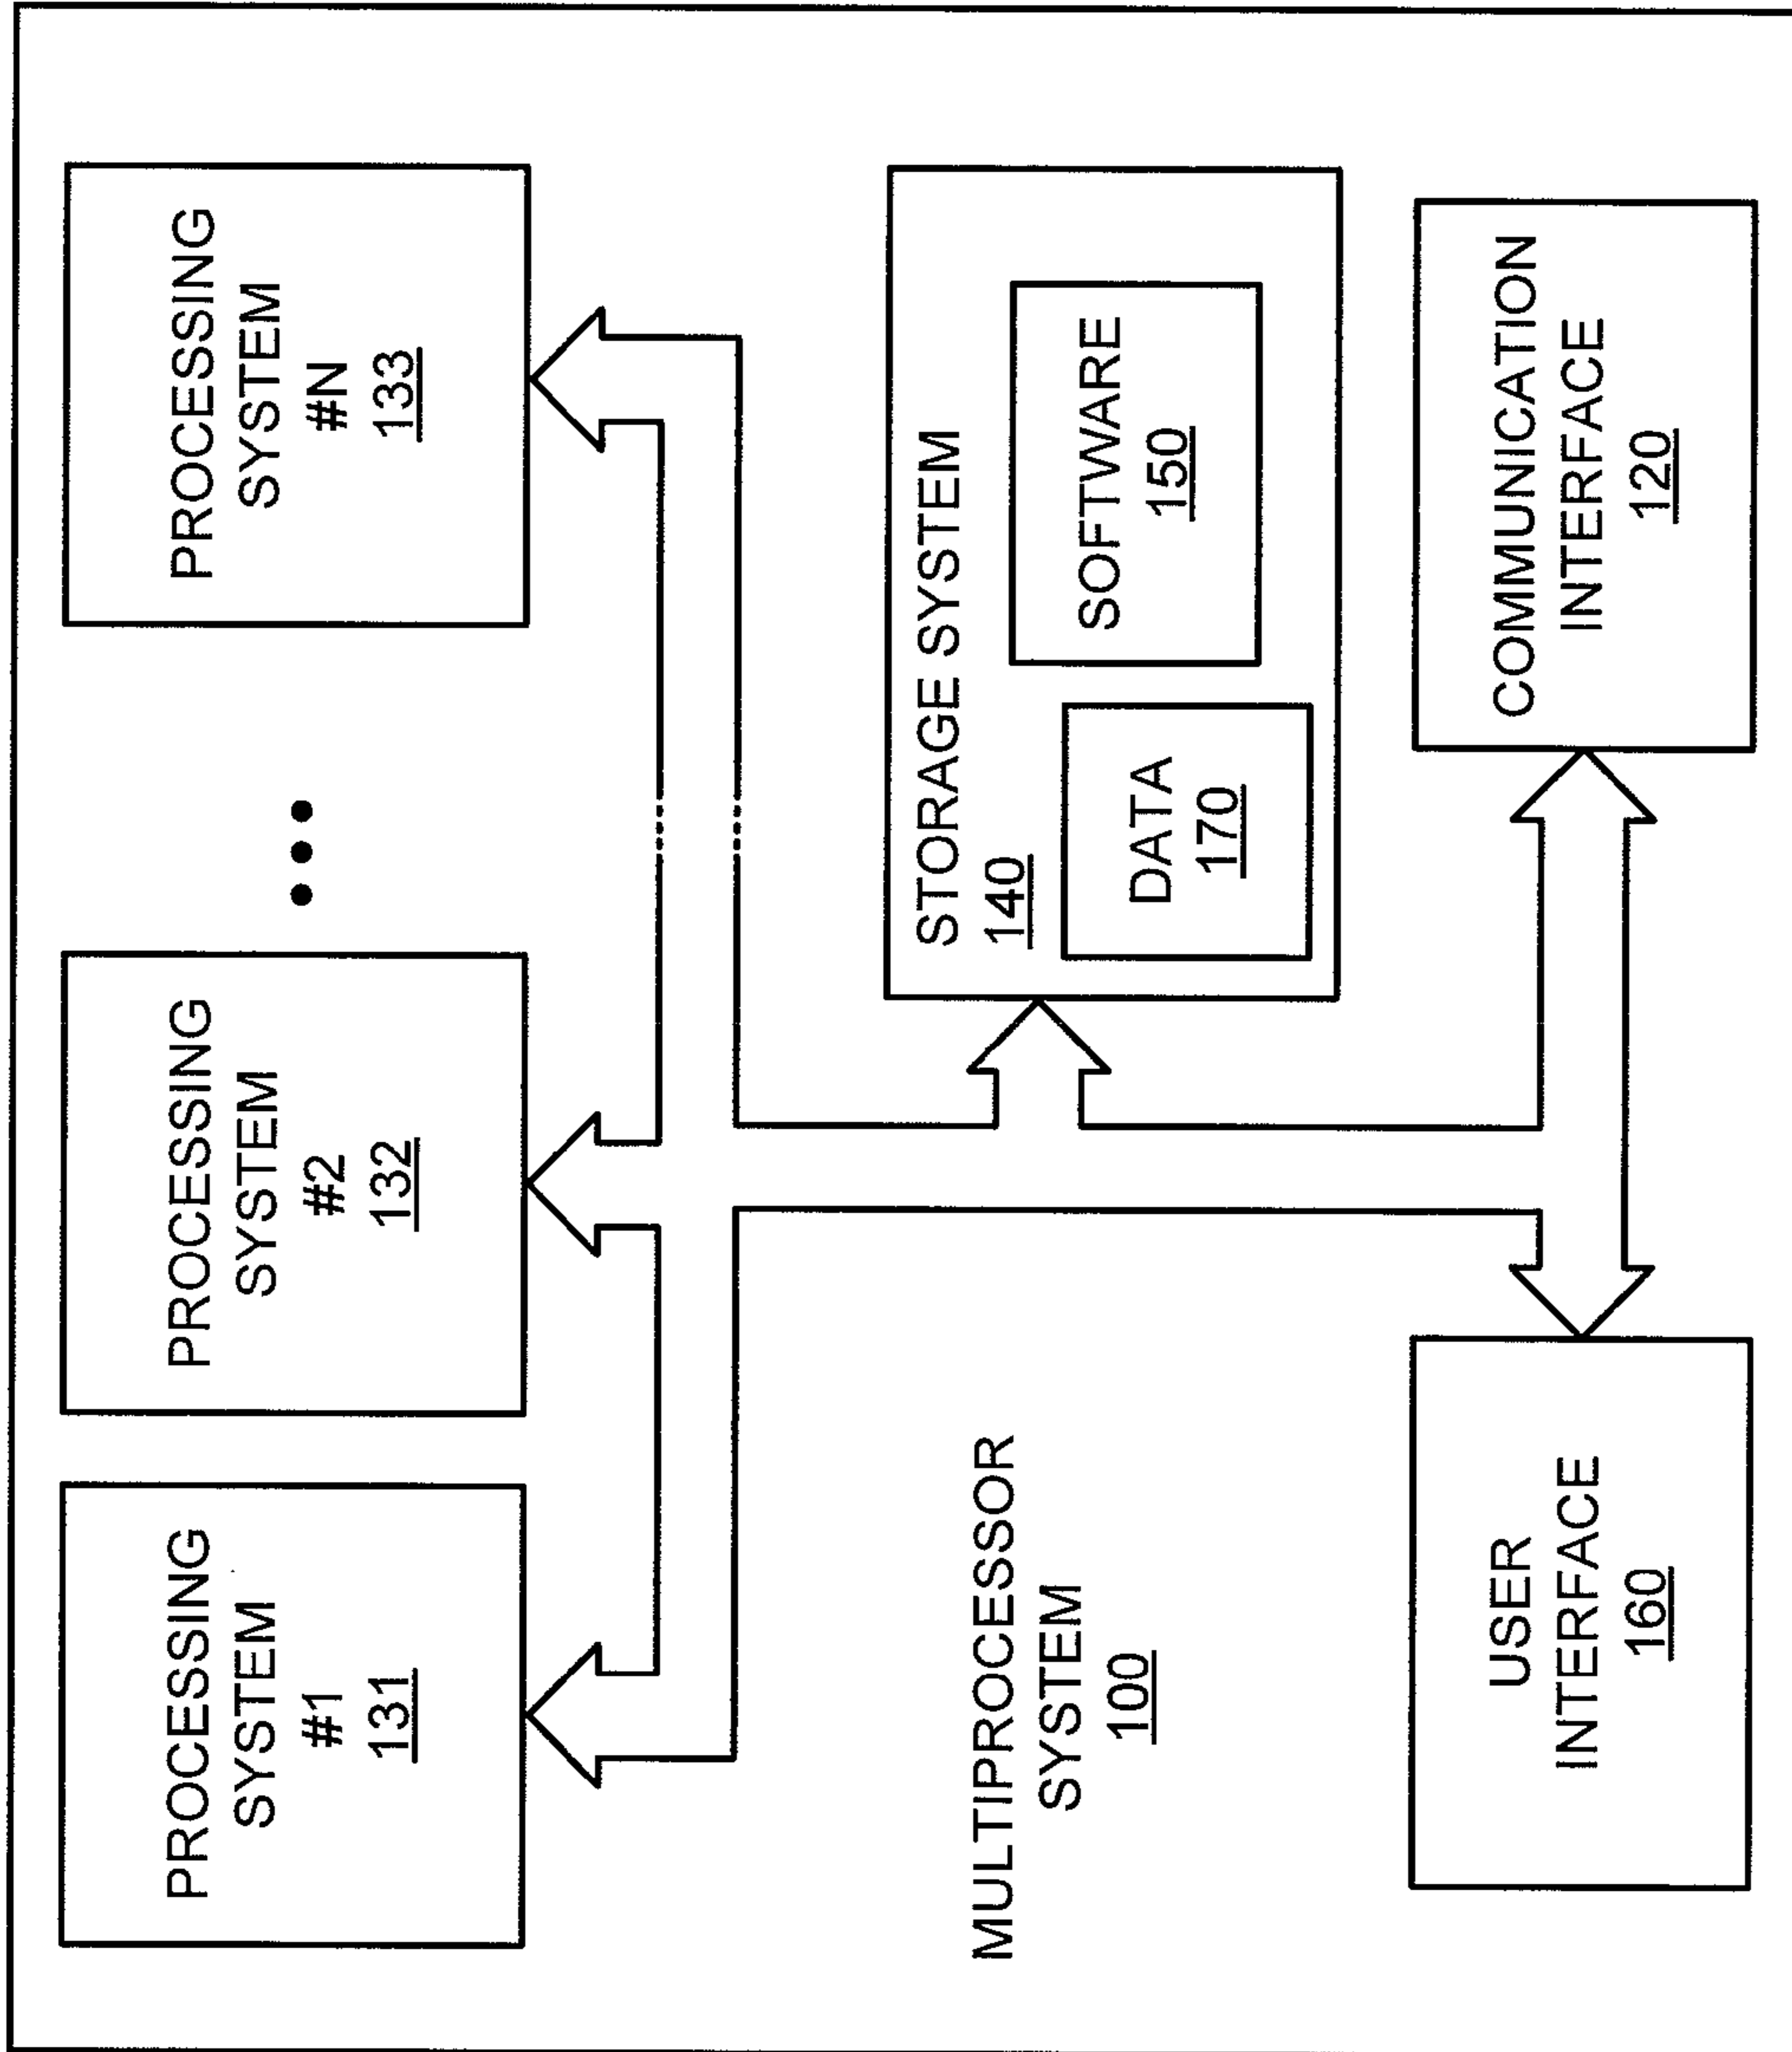 PROCESSING
SYSTEM
#1
131
PROCESSING
SYSTEM
#2
132
PROCESSING
SYSTEM
#N
133
MULTIPROCESSOR
SYSTEM
100
STORAGE SYSTEM
140
DATA
170
SOFTWARE
150
USER
INTERFACE
160
COMMUNICATION
INTERFACE
120